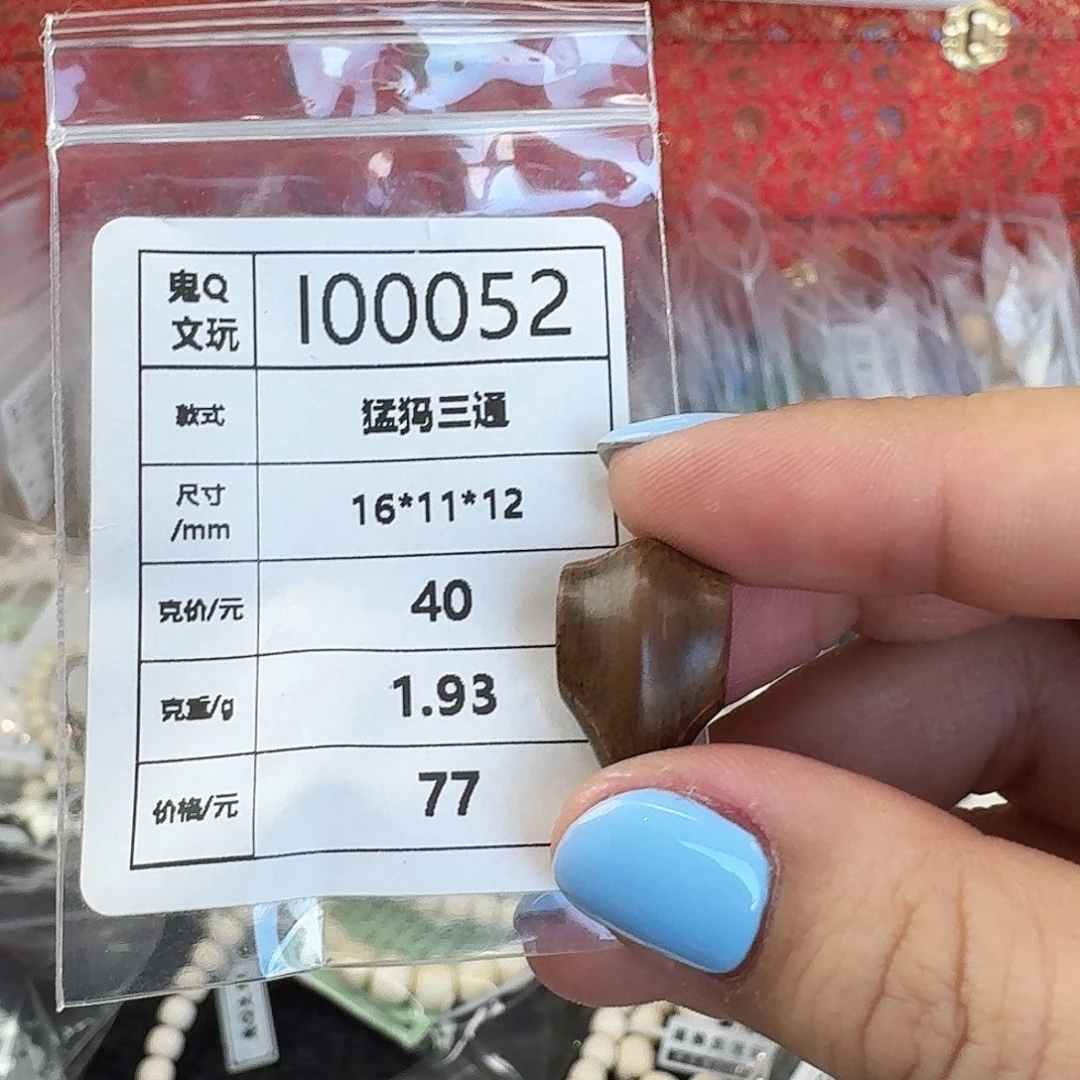 鬼Q
文玩
I00052
款式
猛犸三通
尺寸
/mm
16*11*12
克价/元
40
克重/g
1.93
价格/元
77